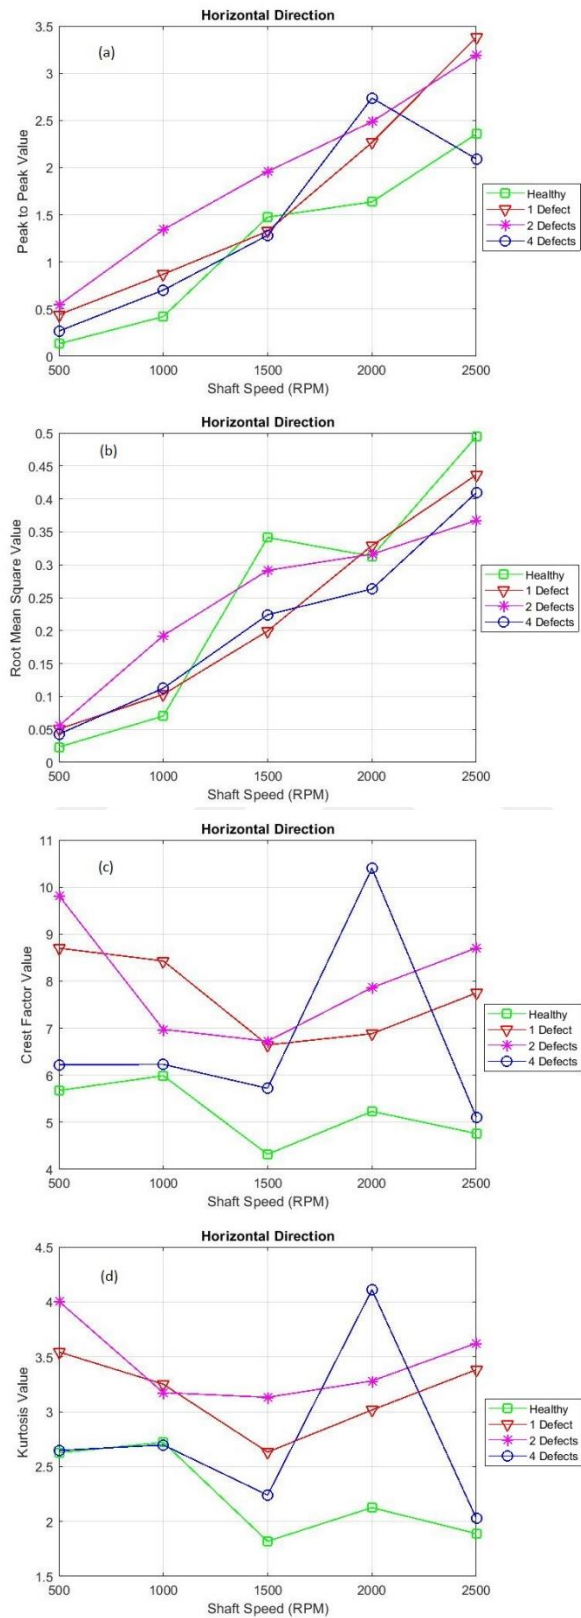 Horizontal Direction
(a)
3.5
3
2.5
2
1.5
1
0.5
0
Peak to Peak Value
500 1000 1500 2000 2500
Shaft Speed (RPM)
Healthy
1 Defect
2 Defects
4 Defects
Horizontal Direction
(b)
0.5
0.45
0.4
0.35
0.3
0.25
0.2
0.15
0.1
0.05
0
Root Mean Square Value
500 1000 1500 2000 2500
Shaft Speed (RPM)
Healthy
1 Defect
2 Defects
4 Defects
Horizontal Direction
(c)
11
10
9
8
7
6
5
4
Crest Factor Value
500 1000 1500 2000 2500
Shaft Speed (RPM)
Healthy
1 Defect
2 Defects
4 Defects
Horizontal Direction
(d)
4.5
4
3.5
3
2.5
2
1.5
Kurtosis Value
500 1000 1500 2000 2500
Shaft Speed (RPM)
Healthy
1 Defect
2 Defects
4 Defects